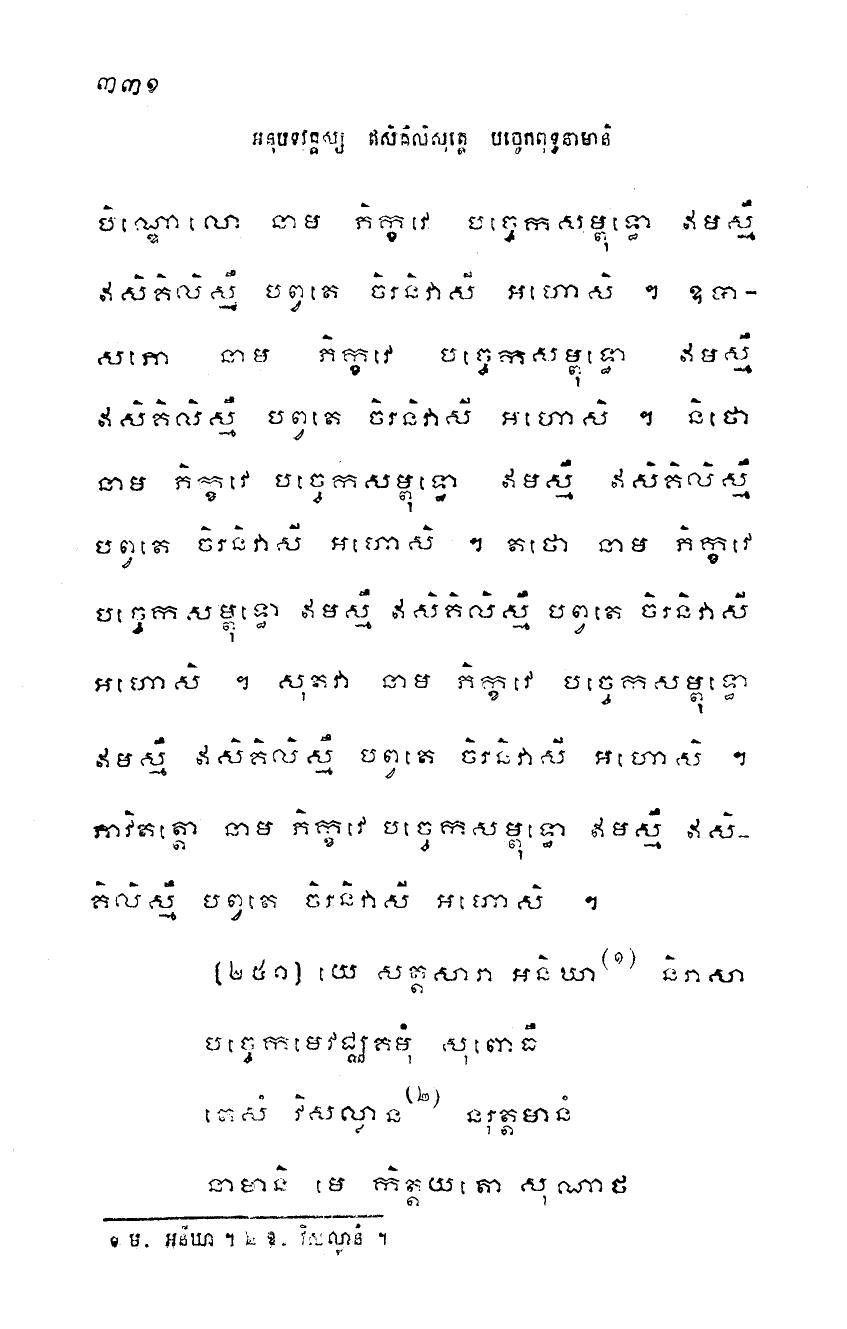 ៣៣១
អនុបទវគ្គស្ស ឥសិគិលិសុត្តេ បច្ចេកពុទ្ធនាមានិ
បិណ្ឌោលោ នាម ភិក្ខវេ បច្ចេកសម្ពុទ្ធោ ឥមស្មឹ
ឥសិគិលិស្មឹ បព្វតេ ចិរនិវាសី អហោសិ ។ ឧបា-
សភោ នាម ភិក្ខវេ បច្ចេកសម្ពុទ្ធោ ឥមស្មឹ
ឥសិគិលិស្មឹ បព្វតេ ចិរនិវាសី អហោសិ ។ និថោ
នាម ភិក្ខវេ បច្ចេកសម្ពុទ្ធោ ឥមស្មឹ ឥសិគិលិស្មឹ
បព្វតេ ចិរនិវាសី អហោសិ ។ តថោ នាម ភិក្ខវេ
បច្ចេកសម្ពុទ្ធោ ឥមស្មឹ ឥសិគិលិស្មឹ បព្វតេ ចិរនិវាសី
អហោសិ ។ សុតវា នាម ភិក្ខវេ បច្ចេកសម្ពុទ្ធោ
ឥមស្មឹ ឥសិគិលិស្មឹ បព្វតេ ចិរនិវាសី អហោសិ ។
ភាវិតត្តោ នាម ភិក្ខវេ បច្ចេកសម្ពុទ្ធោ ឥមស្មឹ ឥសិ-
គិលិស្មឹ បព្វតេ ចិរនិវាសី អហោសិ ។
[២៥១] យេ សត្តសារា អនិឃា(១) និរាសា
បច្ចេកមេវជ្ឈគមុំ សុពោធឹ
តេសំ វិសល្លាន(២) នរុត្តមានំ
នាមានិ មេ កិត្តយតោ សុណាថ
១ ម. អនីឃា ។ ២ ឱ. វិសល្លានំ ។